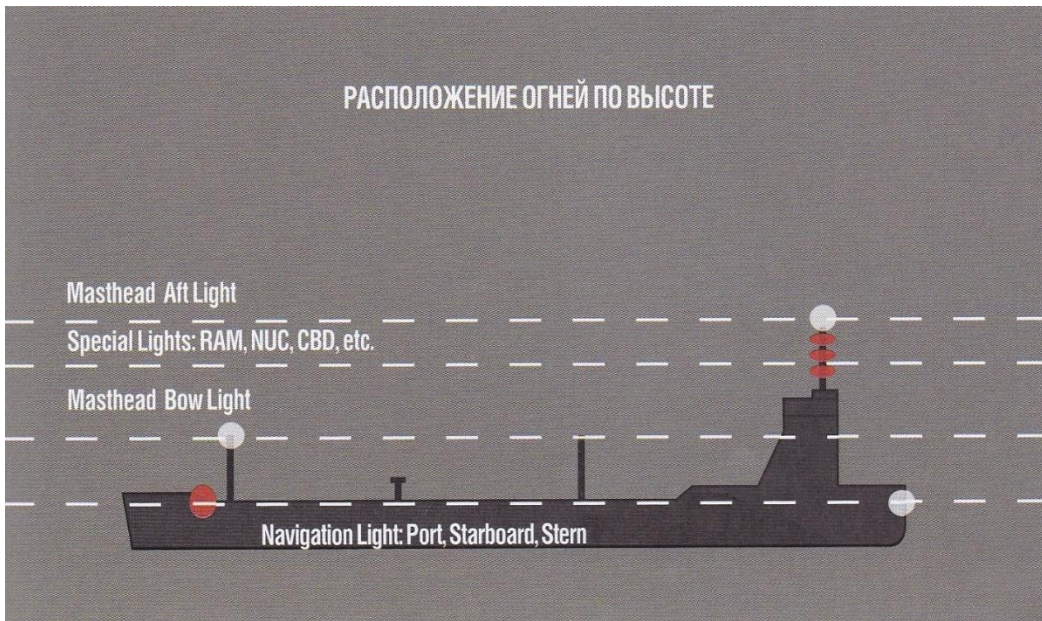 РАСПОЛОЖЕНИЕ ОГНЕЙ ПО ВЫСОТЕ
Masthead Aft Light
Special Lights: RAM, NUC, CBD, etc.
Masthead Bow Light
Navigation Light: Port, Starboard, Stern